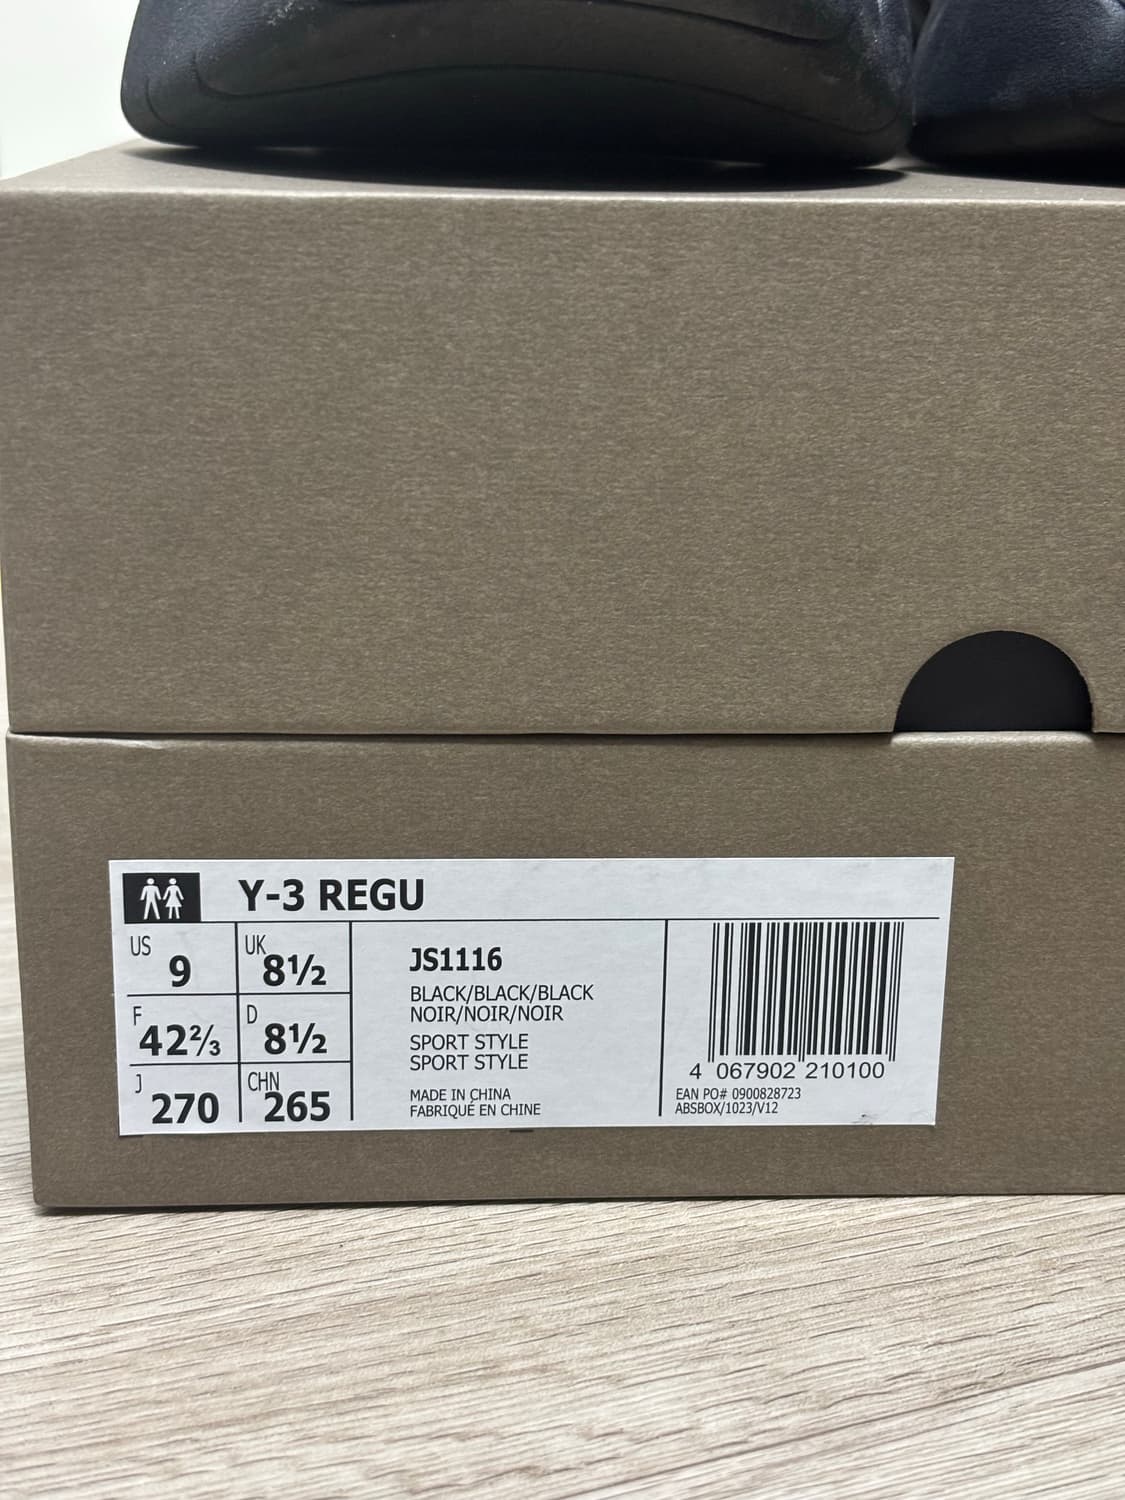 Y-3 REGU
US 9 UK 8½
F 42⅔ D 8½
J 270 CHN 265
JS1116
BLACK/BLACK/BLACK
NOIR/NOIR/NOIR
SPORT STYLE
SPORT STYLE
MADE IN CHINA
FABRIQUÉ EN CHINE
4 067902 210100
EAN PO# 0900828723
ABSBOX/1023/V12